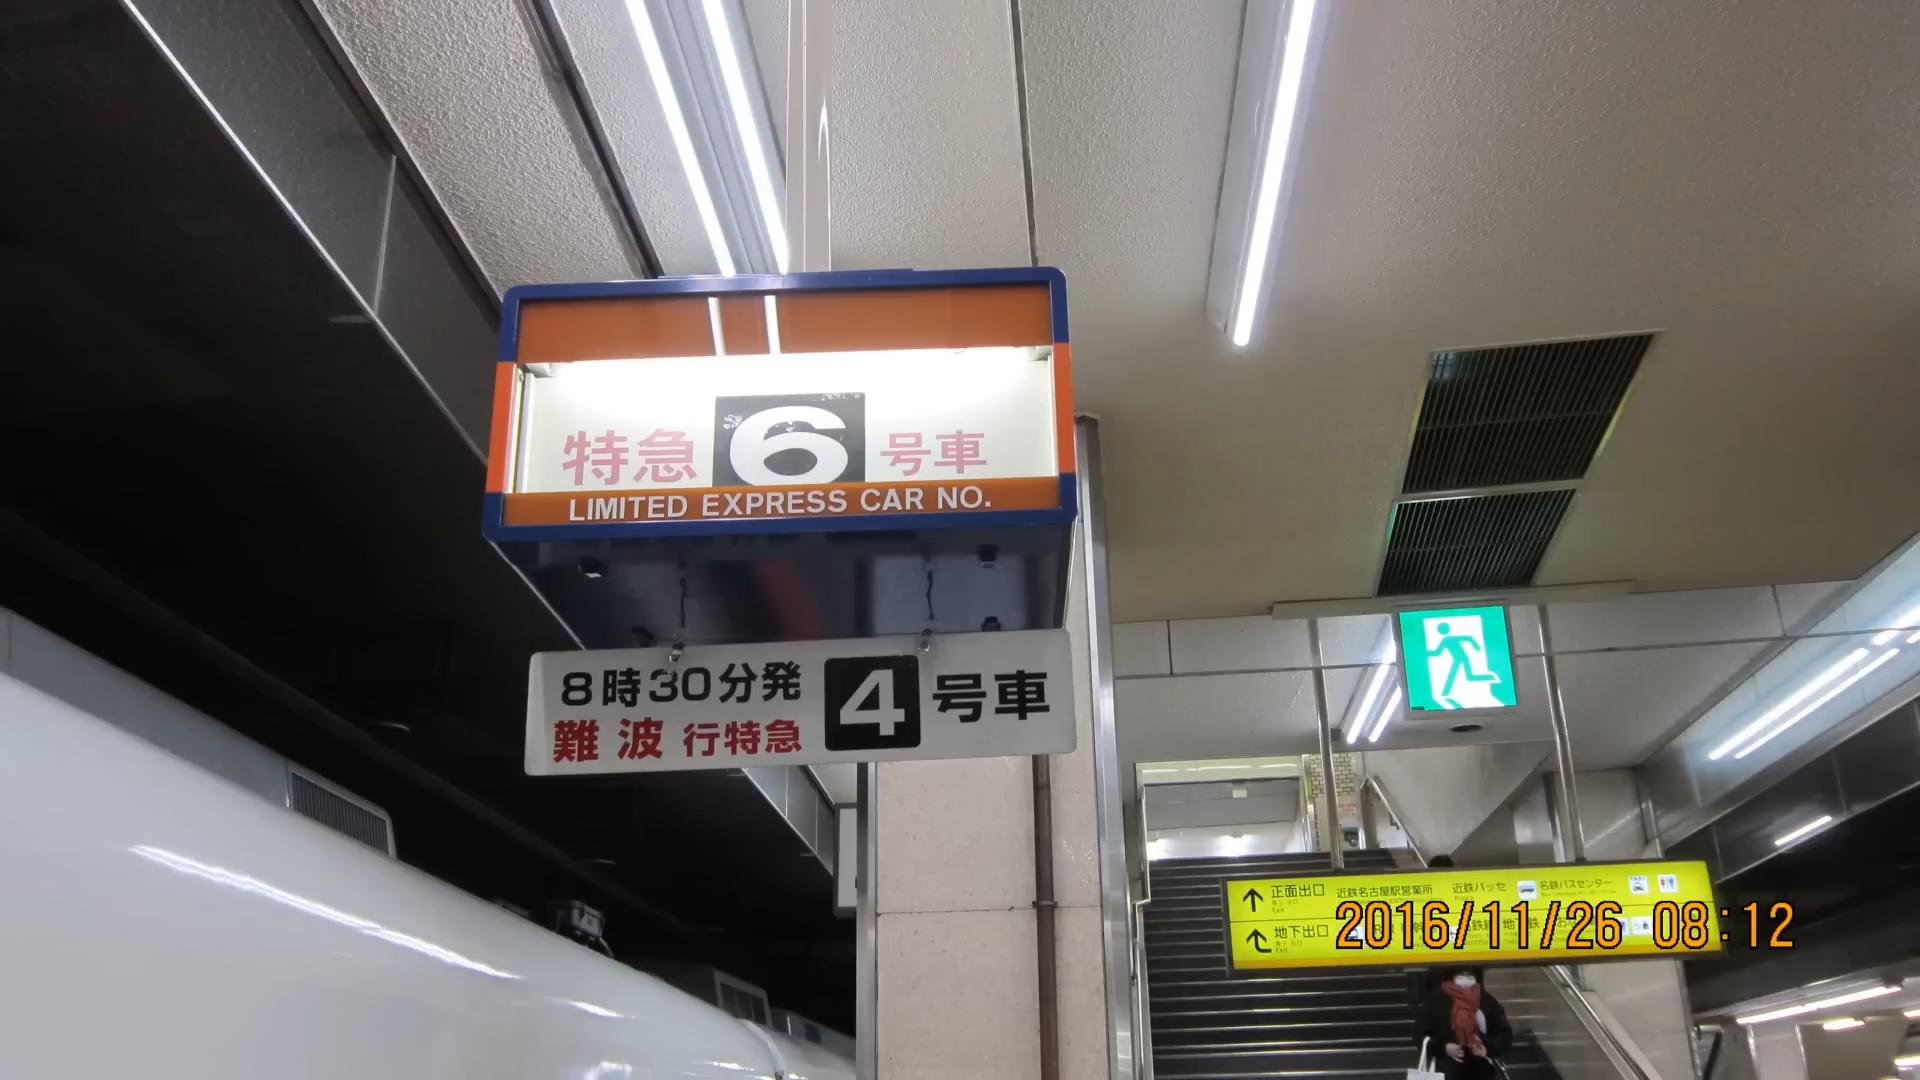 特急 6 号車
LIMITED EXPRESS CAR NO.
8時30分発 4 号車
難波 行特急
正面出口 近鉄名古屋駅営業所 近鉄パッセ 名鉄バスセンター
地下出口
2016/11/26 08:12